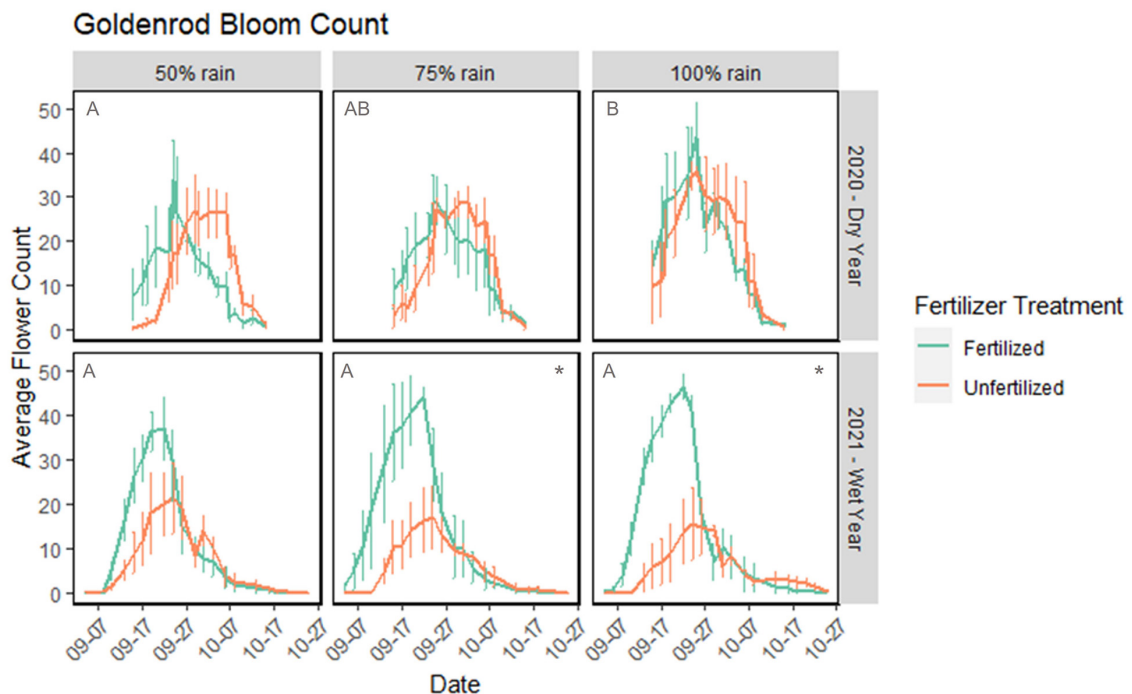 Goldenrod Bloom Count
50% rain
75% rain
100% rain
Average Flower Count
50
40
30
20
10
0
A
AB
B
2020 - Dry Year
50
40
30
20
10
0
A
A *
A *
2021 - Wet Year
09-07
09-17
09-27
10-07
10-17
10-27
09-07
09-17
09-27
10-07
10-17
10-27
09-07
09-17
09-27
10-07
10-17
10-27
Date
Fertilizer Treatment
Fertilized
Unfertilized